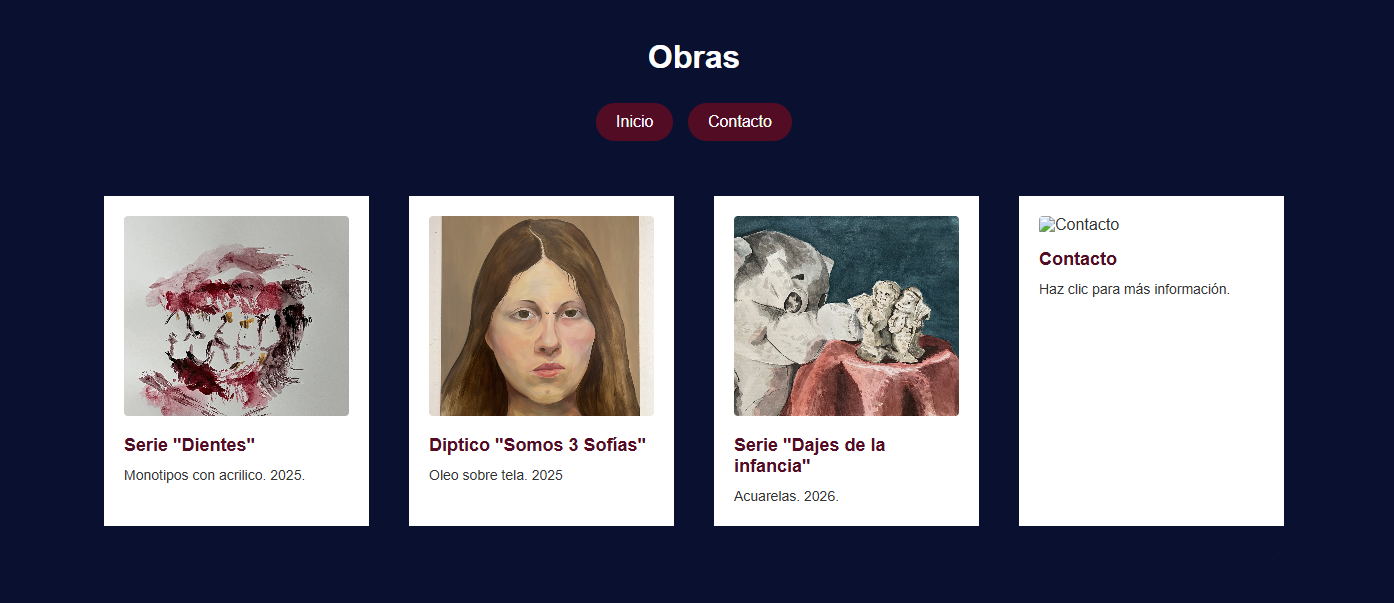 Obras
Inicio
Contacto
Serie "Dientes"
Monotipos con acrilico. 2025.
Diptico "Somos 3 Sofías"
Oleo sobre tela. 2025
Serie "Dajes de la
infancia"
Acuarelas. 2026.
Contacto
Contacto
Haz clic para más información.